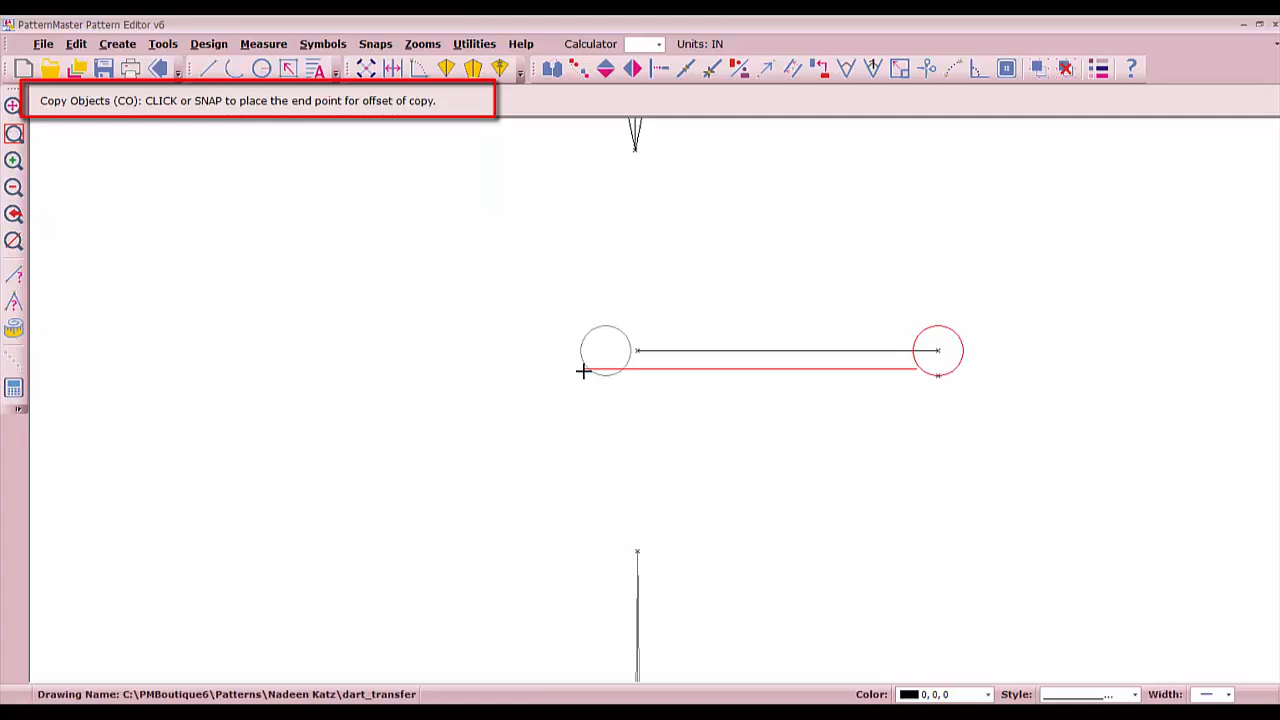 PatternMaster Pattern Editor v6
File Edit Create Tools Design Measure Symbols Snaps Zooms Utilities Help Calculator Units: IN
Copy Objects (CO): CLICK or SNAP to place the end point for offset of copy.
Drawing Name: C:\PMBoutique6\Patterns\Nadeen Katz\dart_transfer Color: 0, 0, 0 Style: ... Width: